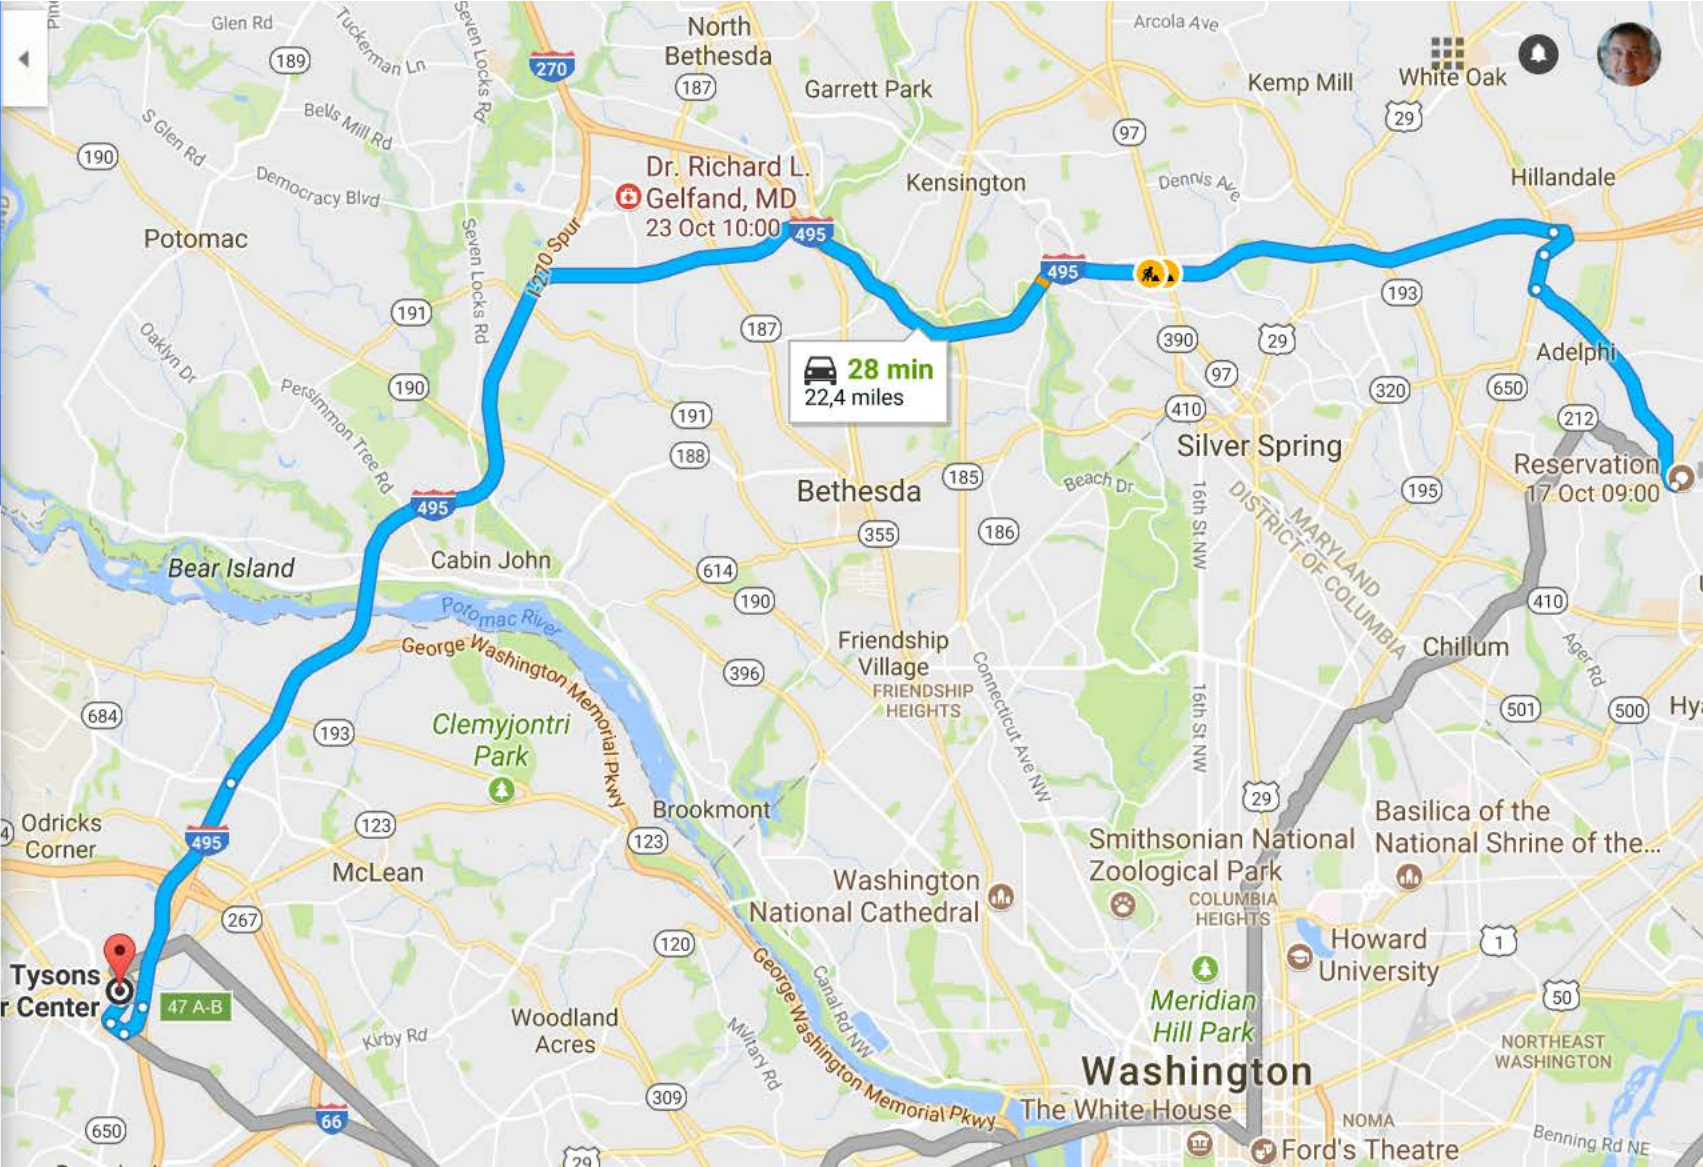 Glen Rd
Tuckerman Ln
Seven Locks Rd
North
Bethesda
Arcola Ave
189
270
187
Garrett Park
Kemp Mill
White Oak
29
Bells Mill Rd
S Glen Rd
97
190
Democracy Blvd
Dr. Richard L.
Gelfand, MD
23 Oct 10:00
Kensington
Dennis Ave
Hillandale
Potomac
Seven Locks Rd
I-270 Spur
495
495
193
191
187
390
29
Adelphi
Oaklyn Dr
28 min
22,4 miles
97
190
Persimmon Tree Rd
191
410
320
650
212
188
Silver Spring
Bethesda
185
Beach Dr
Reservation
17 Oct 09:00
495
195
16th St NW
MARYLAND
DISTRICT OF COLUMBIA
355
186
Cabin John
Bear Island
614
190
410
Potomac River
George Washington Memorial Pkwy
Friendship
Village
Chillum
Ager Rd
396
FRIENDSHIP
HEIGHTS
Connecticut Ave NW
16th St NW
684
193
Clemyjontri
Park
501
500
Hya
29
Brookmont
123
123
Odricks
Corner
495
McLean
Basilica of the
National Shrine of the...
Smithsonian National
Zoological Park
Washington
National Cathedral
COLUMBIA
HEIGHTS
267
120
Howard
University
1
Tysons
r Center
47 A-B
George Washington Memorial Pkwy
Canal Rd NW
Meridian
Hill Park
50
Kirby Rd
Woodland
Acres
Military Rd
NORTHEAST
WASHINGTON
Washington
309
The White House
66
650
NOMA
Ford's Theatre
Benning Rd NE
29